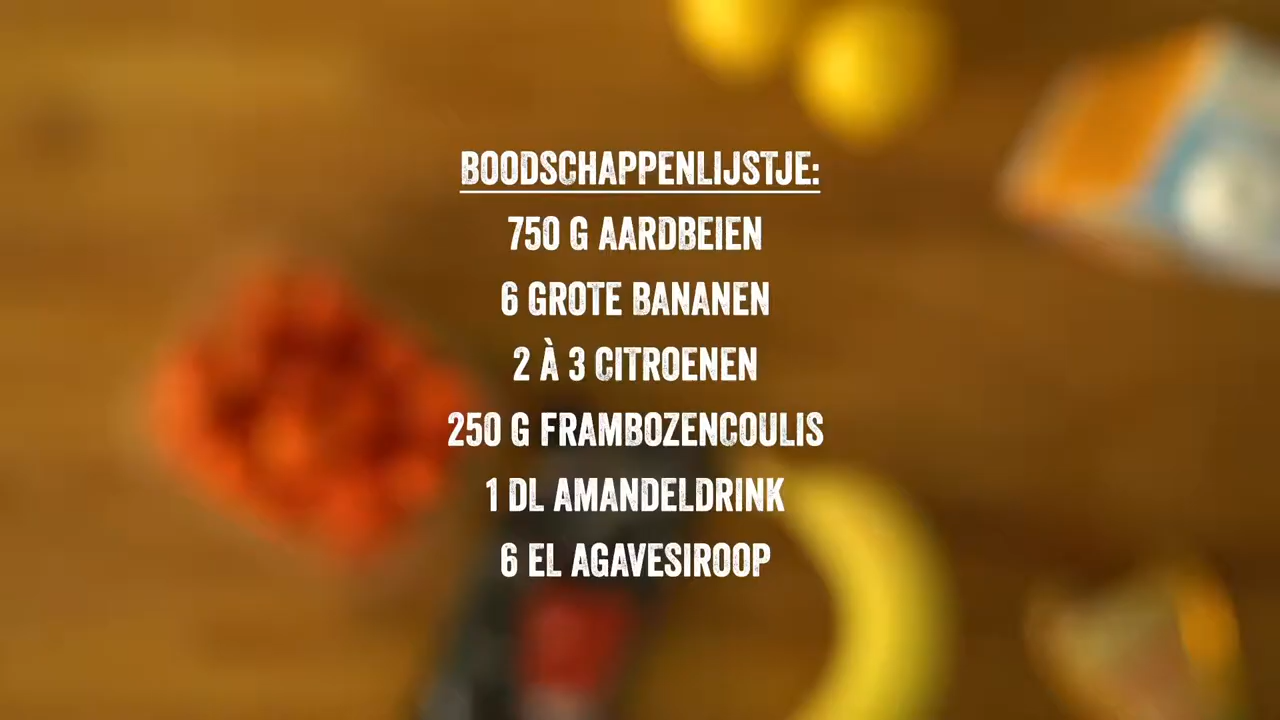 BOODSCHAPPENLIJSTJE:
750 G AARDBEIEN
6 GROTE BANANEN
2 À 3 CITROENEN
250 G FRAMBOZENCOULIS
1 DL AMANDELDRINK
6 EL AGAVESIROOP